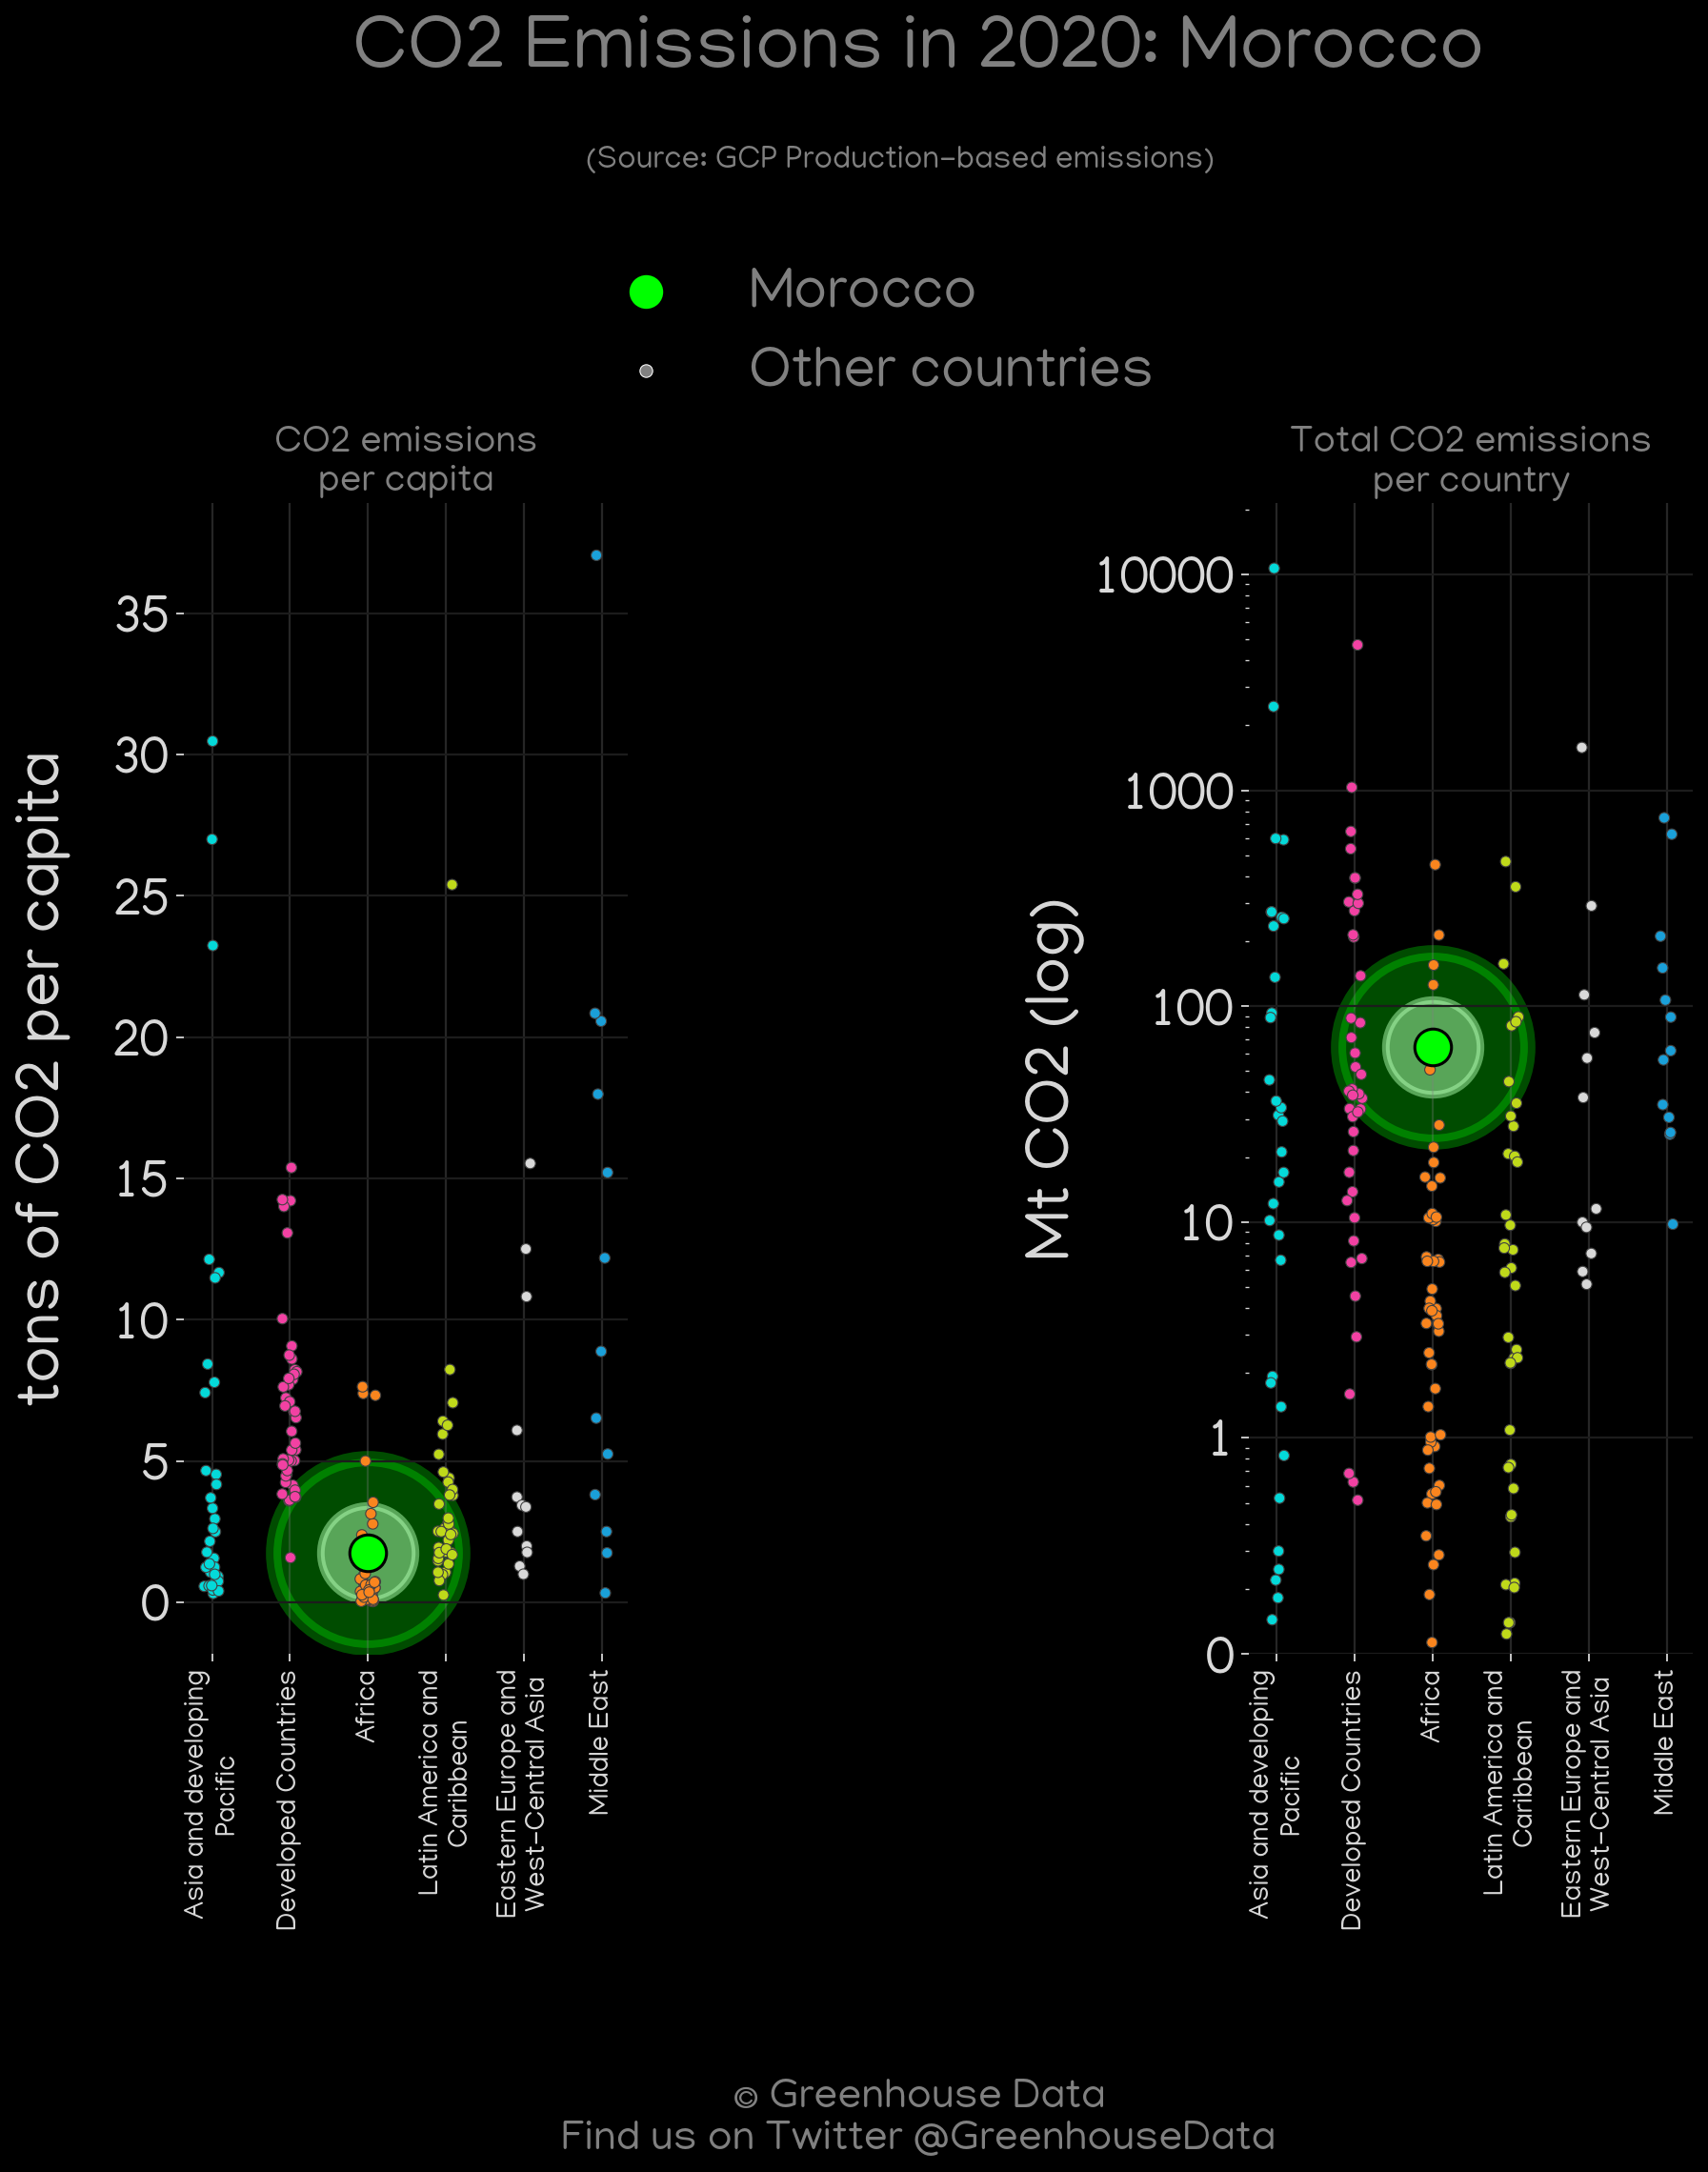 CO2 Emissions in 2020: Morocco
(Source: GCP Production-based emissions)
Morocco
Other countries
CO2 emissions
per capita
tons of CO2 per capita
35
30
25
20
15
10
5
0
Asia and developing
Pacific
Developed Countries
Africa
Latin America and
Caribbean
Eastern Europe and
West-Central Asia
Middle East
Total CO2 emissions
per country
Mt CO2 (log)
10000
1000
100
10
1
0
Asia and developing
Pacific
Developed Countries
Africa
Latin America and
Caribbean
Eastern Europe and
West-Central Asia
Middle East
© Greenhouse Data
Find us on Twitter @GreenhouseData